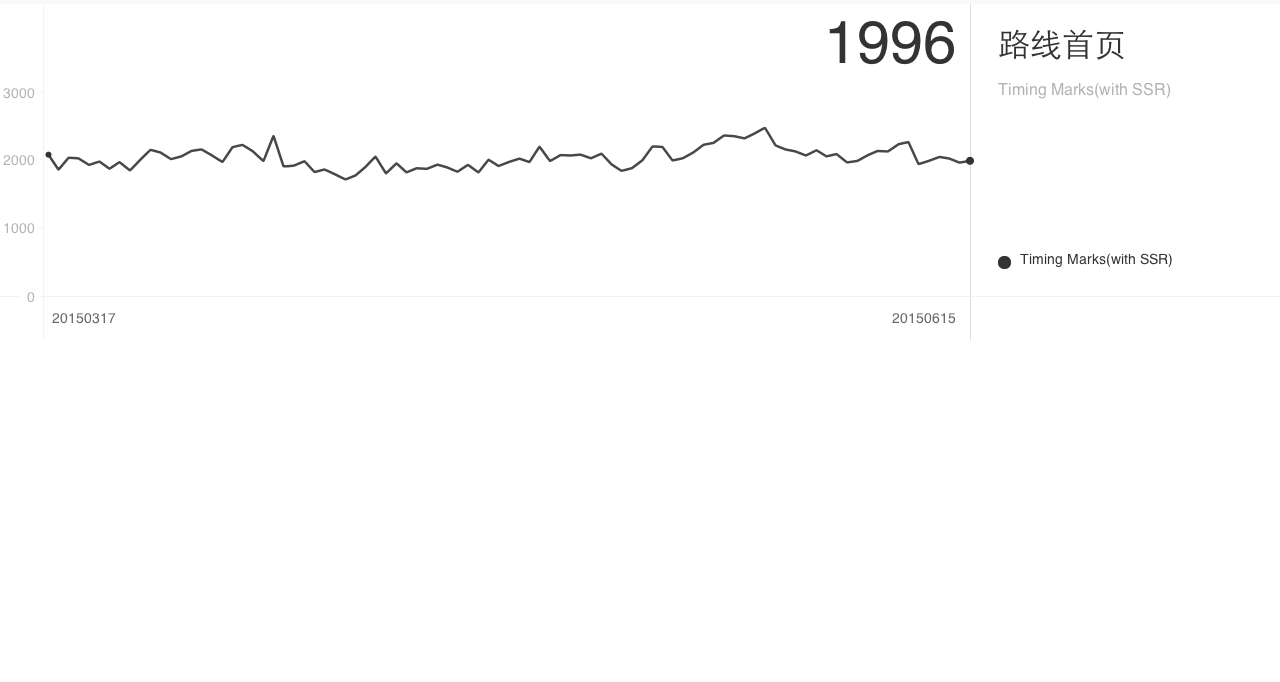 1996
3000
2000
1000
0
20150317
20150615
路线首页
Timing Marks(with SSR)
Timing Marks(with SSR)